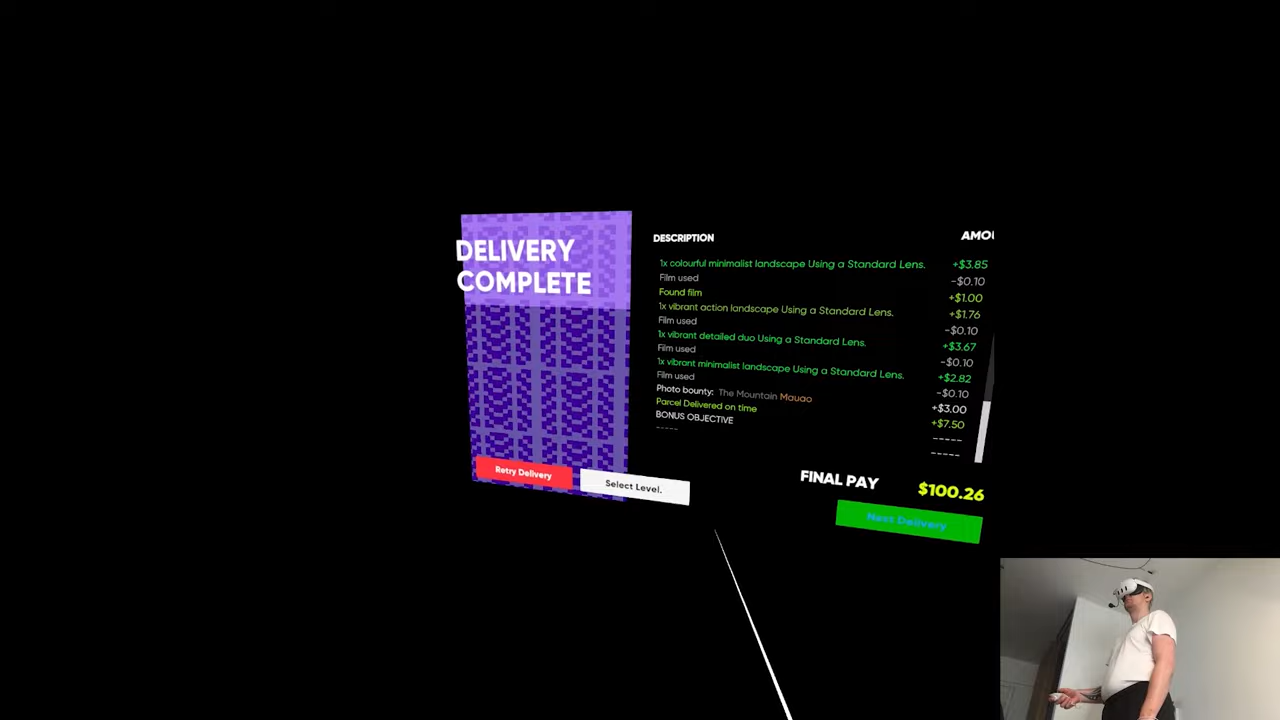 DELIVERY
COMPLETE
DESCRIPTION
1x colourful minimalist landscape Using a Standard Lens. +$3.85
Film used -$0.10
Found film +$1.00
1x vibrant action landscape Using a Standard Lens. +$1.76
Film used -$0.10
1x vibrant detailed duo Using a Standard Lens. +$3.67
Film used -$0.10
1x vibrant minimalist landscape Using a Standard Lens. +$2.82
Film used -$0.10
Photo bounty: The Mountain Mauao +$3.00
Parcel Delivered on time +$7.50
BONUS OBJECTIVE -----
----- -----
FINAL PAY $100.26
Retry Delivery
Select Level.
Delivery